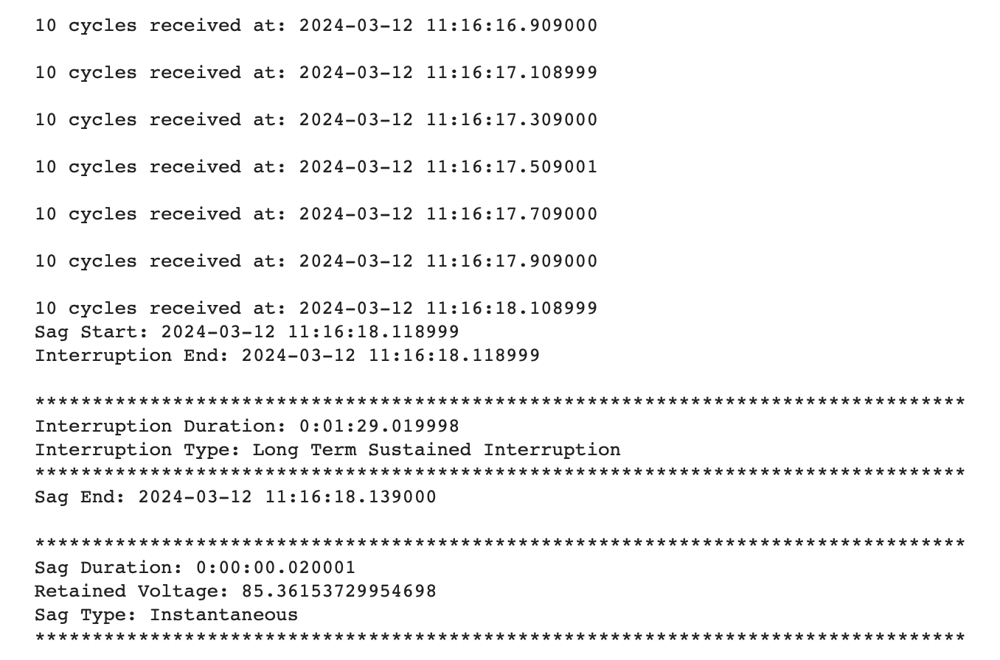 10 cycles received at: 2024-03-12 11:16:16.909000
10 cycles received at: 2024-03-12 11:16:17.108999
10 cycles received at: 2024-03-12 11:16:17.309000
10 cycles received at: 2024-03-12 11:16:17.509001
10 cycles received at: 2024-03-12 11:16:17.709000
10 cycles received at: 2024-03-12 11:16:17.909000
10 cycles received at: 2024-03-12 11:16:18.108999
Sag Start: 2024-03-12 11:16:18.118999
Interruption End: 2024-03-12 11:16:18.118999
*********************************************************************************
Interruption Duration: 0:01:29.019998
Interruption Type: Long Term Sustained Interruption
*********************************************************************************
Sag End: 2024-03-12 11:16:18.139000
*********************************************************************************
Sag Duration: 0:00:00.020001
Retained Voltage: 85.36153729954698
Sag Type: Instantaneous
*********************************************************************************